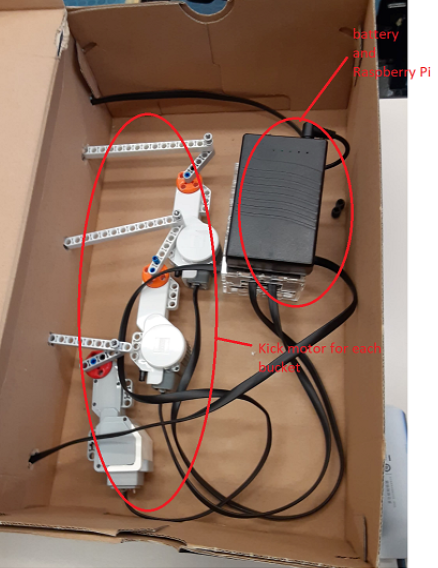 battery
and
Raspberry Pi
Kick motor for each
bucket